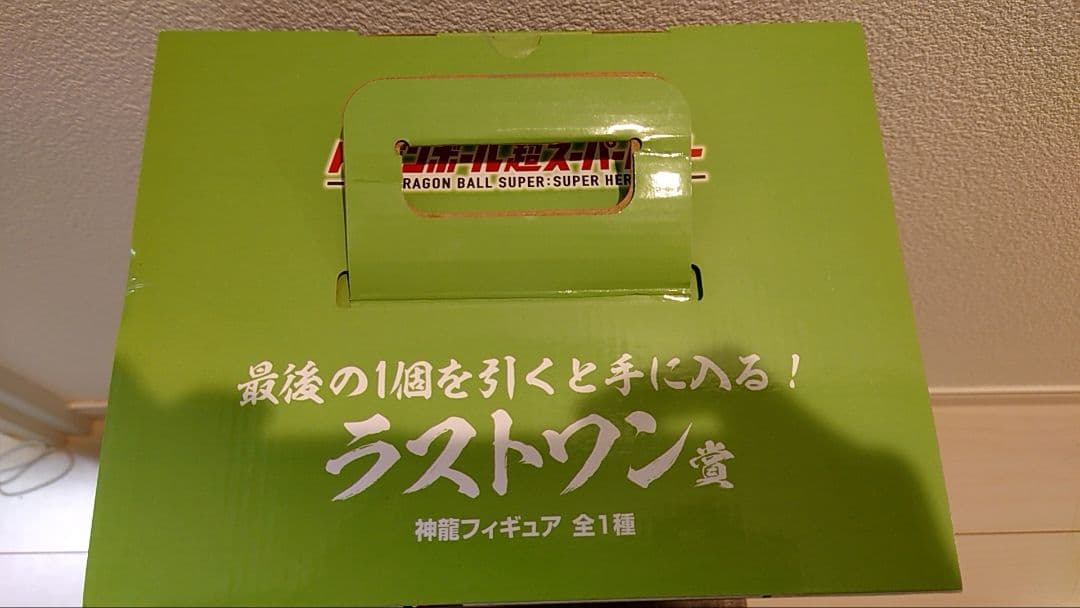 ンボール超スーパー
RAGON BALL SUPER:SUPER HER
最後の1個を引くと手に入る!
ラストワン賞
神龍フィギュア 全1種